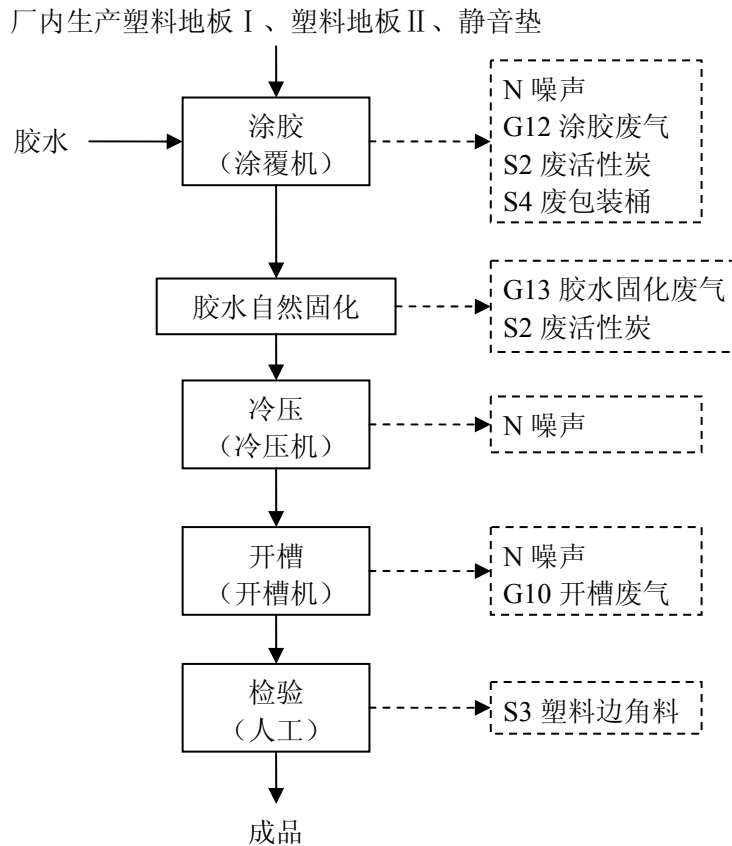 厂内生产塑料地板Ⅰ、塑料地板Ⅱ、静音垫
胶水
涂胶
（涂覆机）
N 噪声
G12 涂胶废气
S2 废活性炭
S4 废包装桶
胶水自然固化
G13 胶水固化废气
S2 废活性炭
冷压
（冷压机）
N 噪声
开槽
（开槽机）
N 噪声
G10 开槽废气
检验
（人工）
S3 塑料边角料
成品